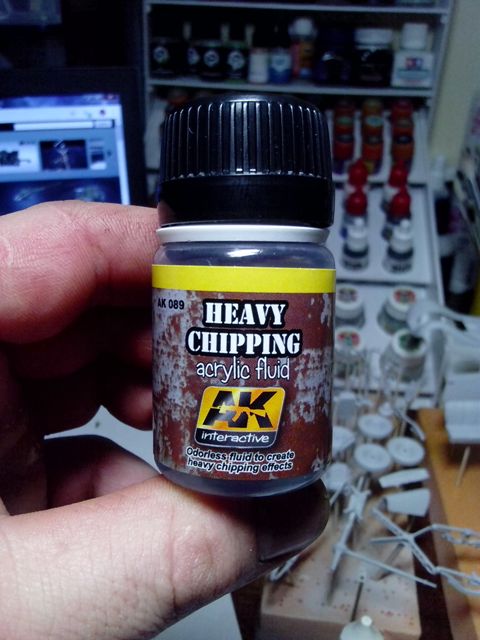 AK 089
HEAVY
CHIPPING
acrylic fluid
AK
interactive
Odorless fluid to create
heavy chipping effects